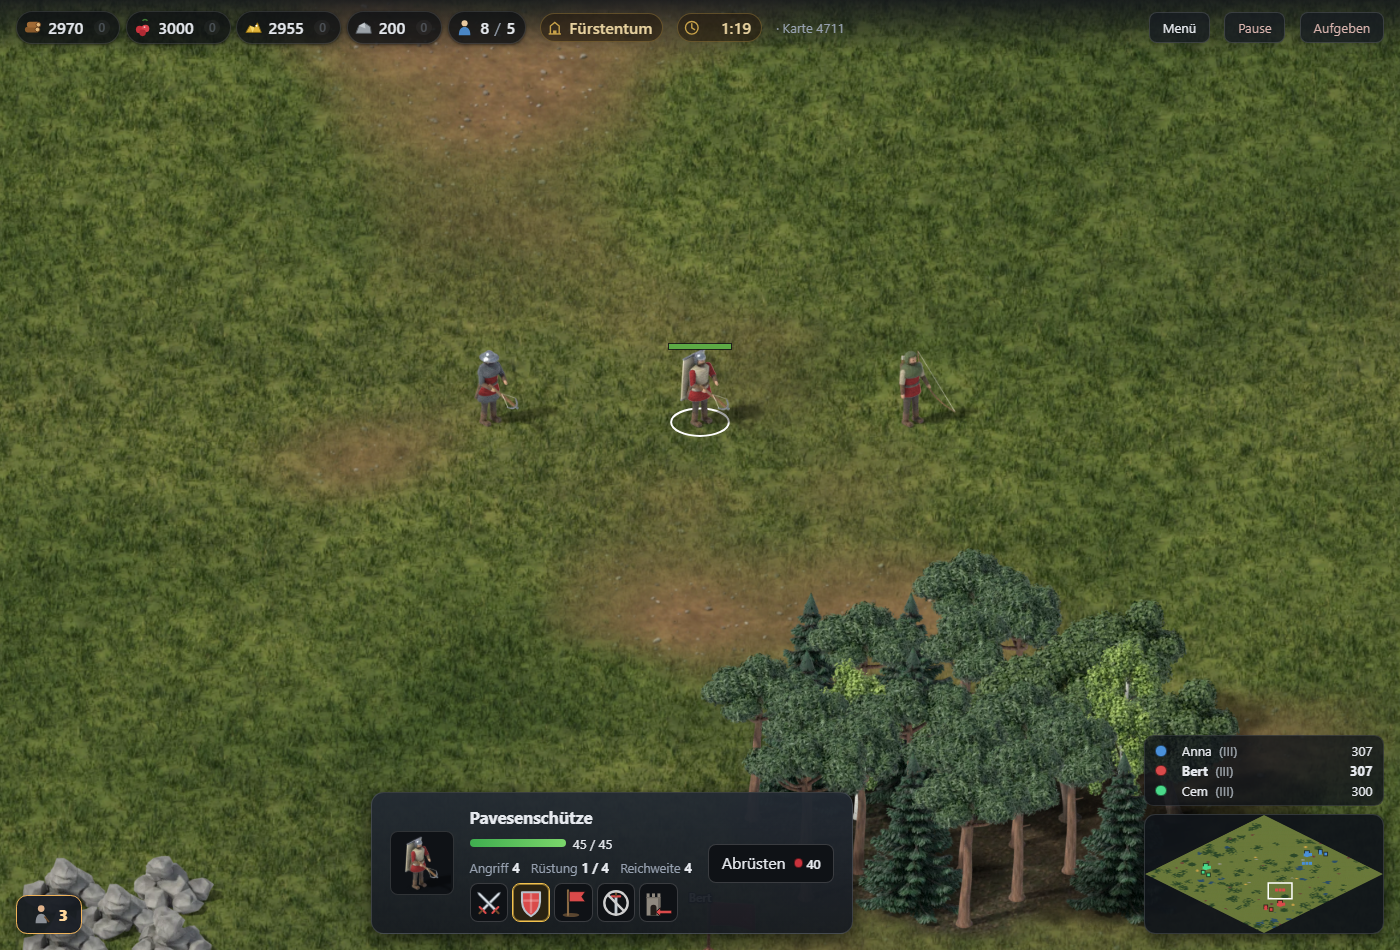 2970 0 3000 0 2955 0 200 0 8 / 5 Fürstentum 1:19 · Karte 4711 Menü Pause Aufgeben
Anna (III) 307
Bert (III) 307
Cem (III) 300
Pavesenschütze
45 / 45
Angriff 4 Rüstung 1 / 4 Reichweite 4
Abrüsten 40
Bert
3